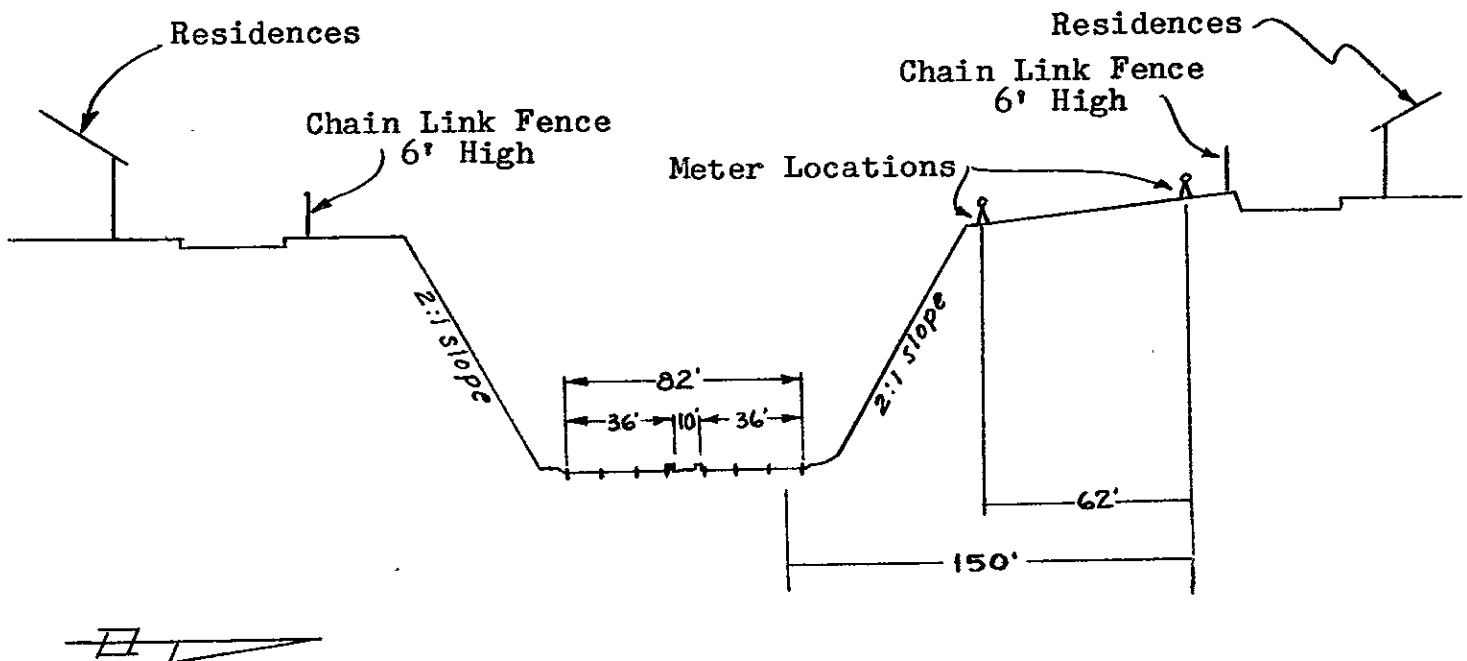 Residences
Residences
Chain Link Fence
6' High
Chain Link Fence
6' High
Meter Locations
2:1 slope
2:1 slope
82'
36' 10' 36'
62'
150'